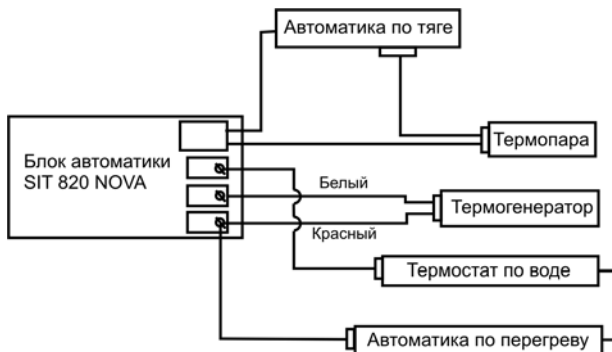 Автоматика по тяге
Блок автоматики
SIT 820 NOVA
Термопара
Белый
Термогенератор
Красный
Термостат по воде
Автоматика по перегреву